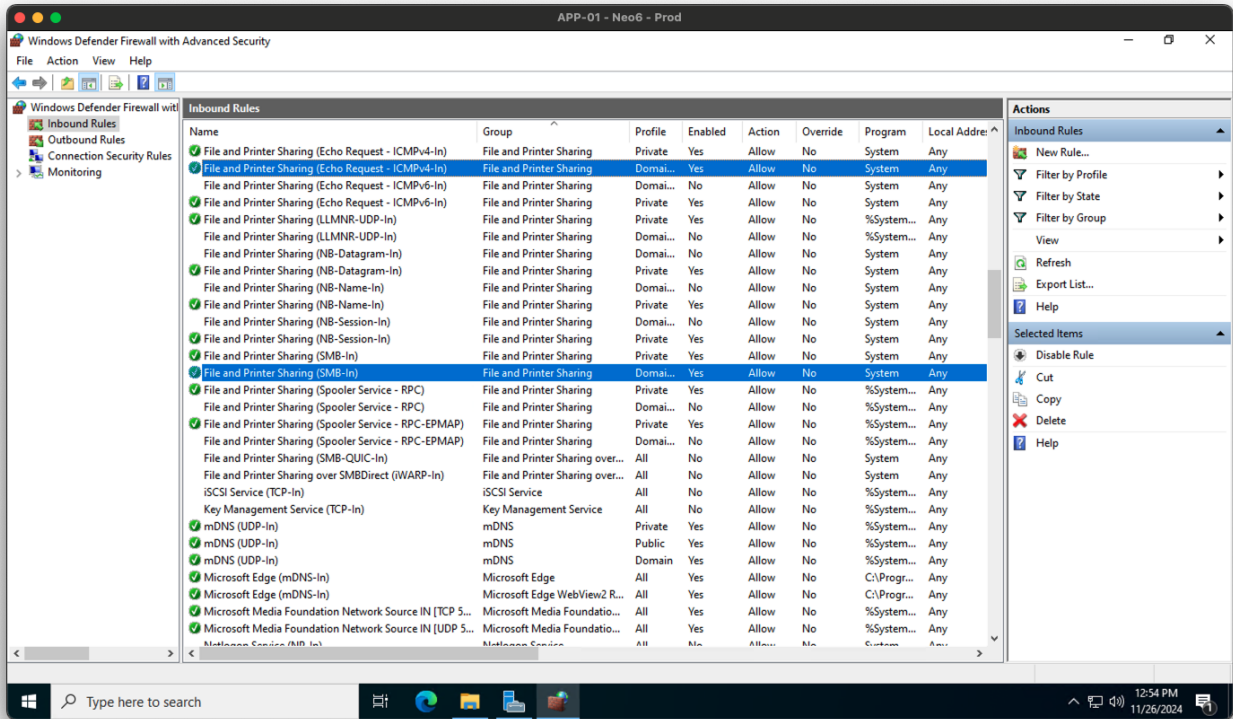 APP-01 - Neo6 - Prod
Windows Defender Firewall with Advanced Security
File Action View Help
Windows Defender Firewall witl
Inbound Rules
Outbound Rules
Connection Security Rules
Monitoring
Inbound Rules
Name Group Profile Enabled Action Override Program Local Addre
File and Printer Sharing (Echo Request - ICMPv4-In) File and Printer Sharing Private Yes Allow No System Any
File and Printer Sharing (Echo Request - ICMPv4-In) File and Printer Sharing Domai... Yes Allow No System Any
File and Printer Sharing (Echo Request - ICMPv6-In) File and Printer Sharing Domai... No Allow No System Any
File and Printer Sharing (Echo Request - ICMPv6-In) File and Printer Sharing Private Yes Allow No System Any
File and Printer Sharing (LLMNR-UDP-In) File and Printer Sharing Private Yes Allow No %System... Any
File and Printer Sharing (LLMNR-UDP-In) File and Printer Sharing Domai... No Allow No %System... Any
File and Printer Sharing (NB-Datagram-In) File and Printer Sharing Domai... No Allow No System Any
File and Printer Sharing (NB-Datagram-In) File and Printer Sharing Private Yes Allow No System Any
File and Printer Sharing (NB-Name-In) File and Printer Sharing Domai... No Allow No System Any
File and Printer Sharing (NB-Name-In) File and Printer Sharing Private Yes Allow No System Any
File and Printer Sharing (NB-Session-In) File and Printer Sharing Domai... No Allow No System Any
File and Printer Sharing (NB-Session-In) File and Printer Sharing Private Yes Allow No System Any
File and Printer Sharing (SMB-In) File and Printer Sharing Private Yes Allow No System Any
File and Printer Sharing (SMB-In) File and Printer Sharing Domai... Yes Allow No System Any
File and Printer Sharing (Spooler Service - RPC) File and Printer Sharing Private Yes Allow No %System... Any
File and Printer Sharing (Spooler Service - RPC) File and Printer Sharing Domai... No Allow No %System... Any
File and Printer Sharing (Spooler Service - RPC-EPMAP) File and Printer Sharing Private Yes Allow No %System... Any
File and Printer Sharing (Spooler Service - RPC-EPMAP) File and Printer Sharing Domai... No Allow No %System... Any
File and Printer Sharing (SMB-QUIC-In) File and Printer Sharing over... All No Allow No System Any
File and Printer Sharing over SMBDirect (iWARP-In) File and Printer Sharing over... All No Allow No System Any
iSCSI Service (TCP-In) iSCSI Service All No Allow No %System... Any
Key Management Service (TCP-In) Key Management Service All No Allow No %System... Any
mDNS (UDP-In) mDNS Private Yes Allow No %System... Any
mDNS (UDP-In) mDNS Public Yes Allow No %System... Any
mDNS (UDP-In) mDNS Domain Yes Allow No %System... Any
Microsoft Edge (mDNS-In) Microsoft Edge All Yes Allow No C:\Progr... Any
Microsoft Edge (mDNS-In) Microsoft Edge WebView2 R... All Yes Allow No C:\Progr... Any
Microsoft Media Foundation Network Source IN [TCP 5... Microsoft Media Foundatio... All Yes Allow No %System... Any
Microsoft Media Foundation Network Source IN [UDP 5... Microsoft Media Foundatio... All Yes Allow No %System... Any
Netlogon Service (NP-In) Netlogon Service All No Allow No System Any
Actions
Inbound Rules
New Rule...
Filter by Profile
Filter by State
Filter by Group
View
Refresh
Export List...
Help
Selected Items
Disable Rule
Cut
Copy
Delete
Help
Type here to search
12:54 PM
11/26/2024
1